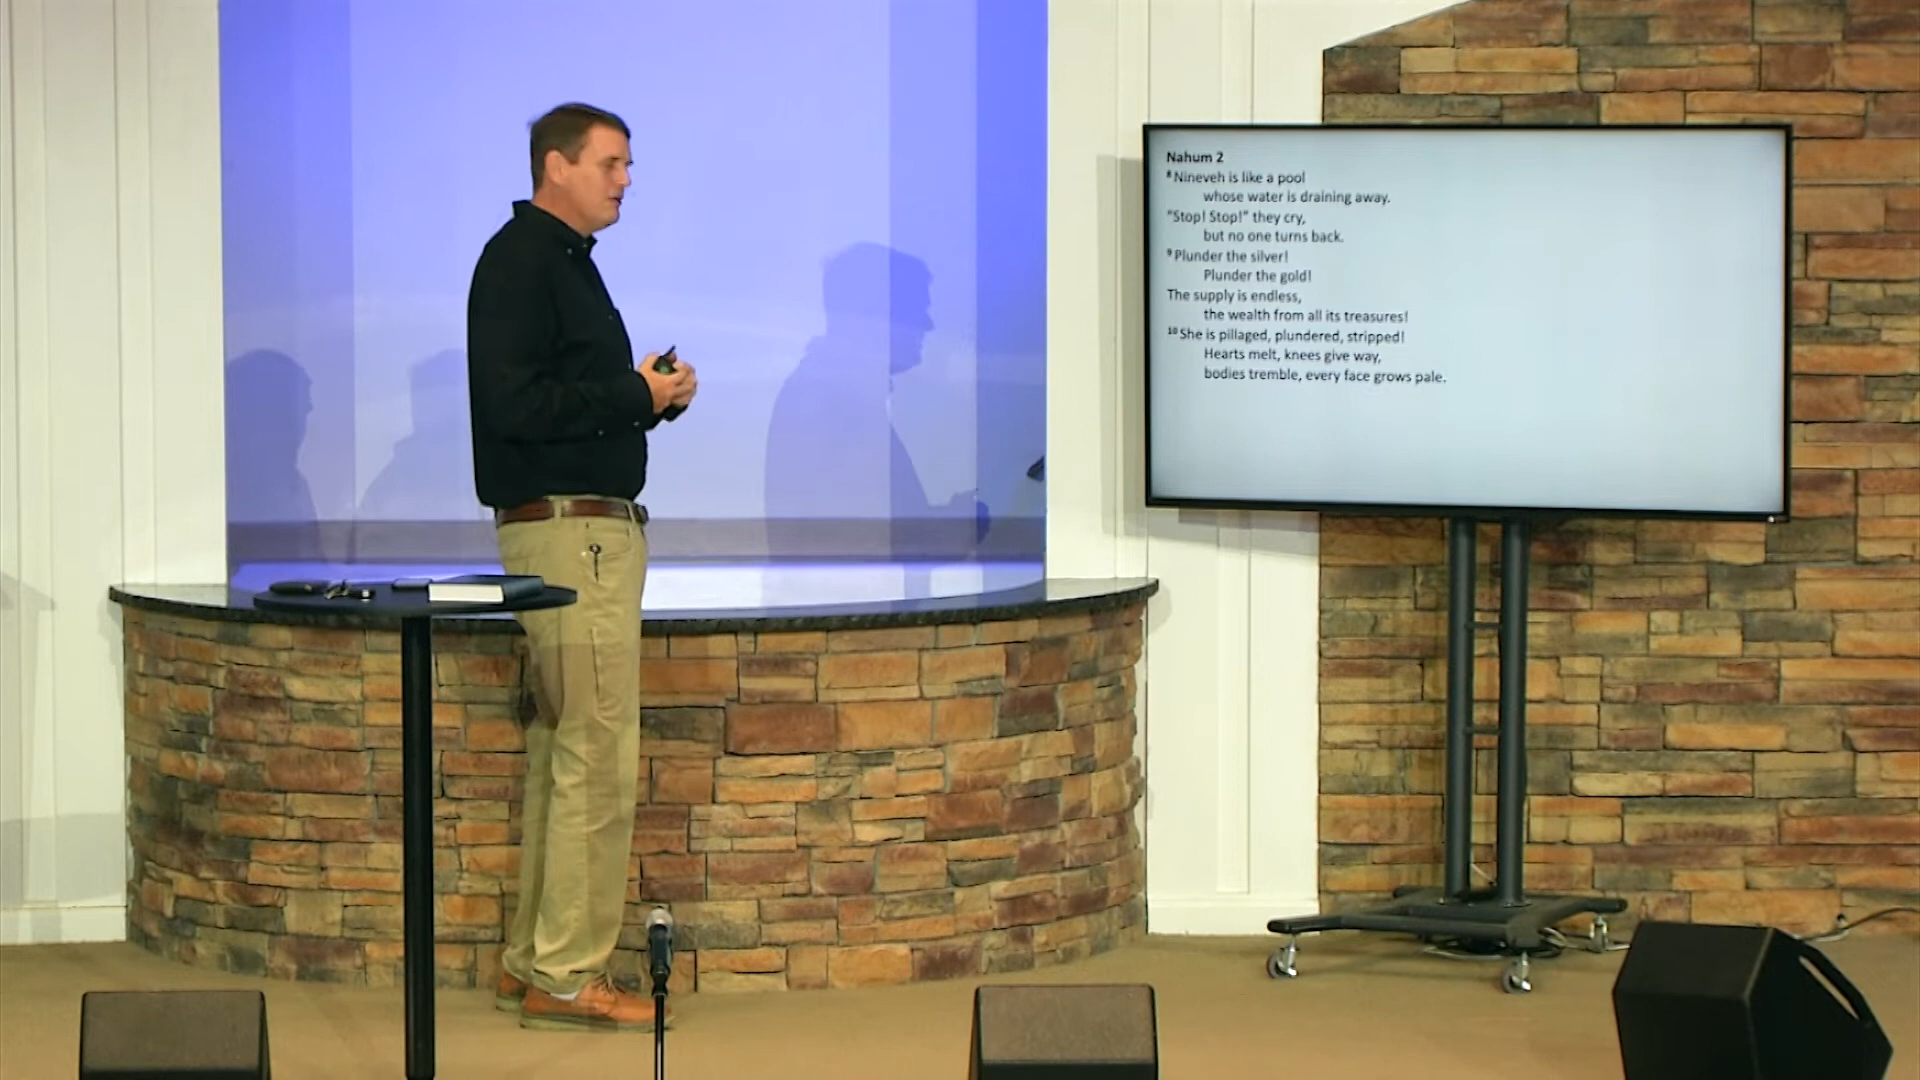 Nahum 2
8 Nineveh is like a pool
whose water is draining away.
"Stop! Stop!" they cry,
but no one turns back.
9 Plunder the silver!
Plunder the gold!
The supply is endless,
the wealth from all its treasures!
10 She is pillaged, plundered, stripped!
Hearts melt, knees give way,
bodies tremble, every face grows pale.